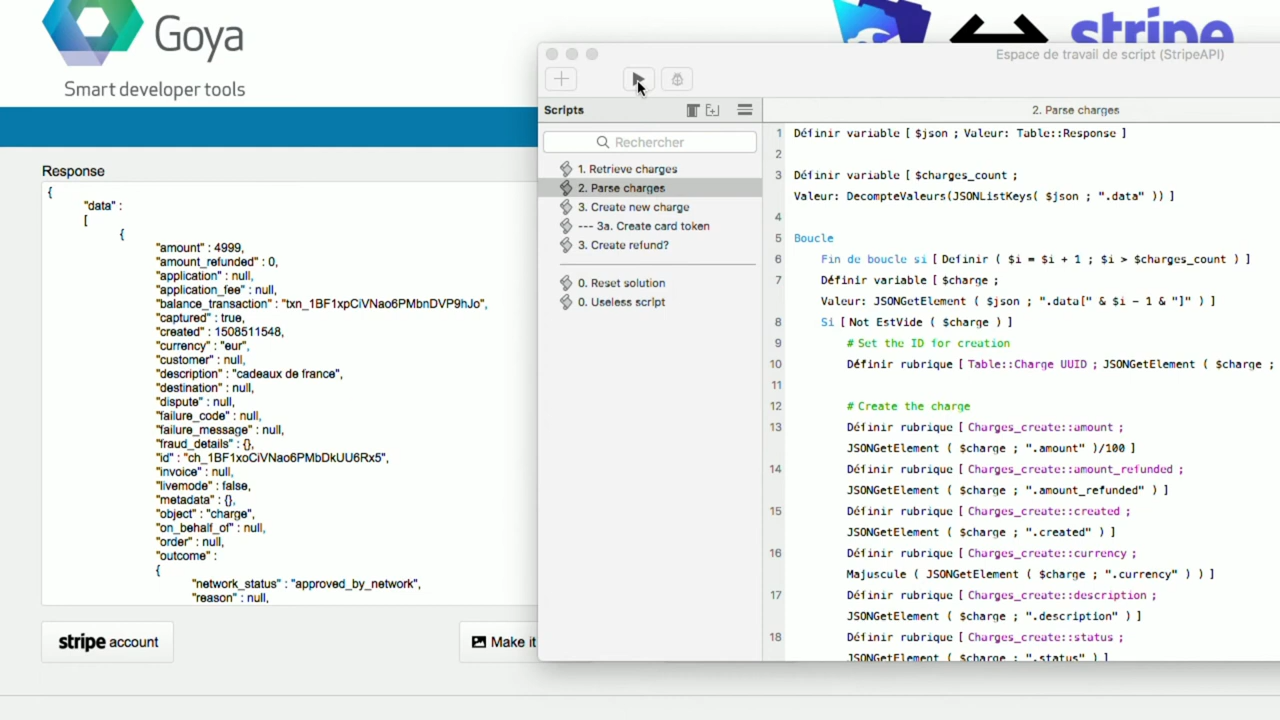 Goya
Smart developer tools
stripe
Response
{
"data" :
[
{
"amount" : 4999,
"amount_refunded" : 0,
"application" : null,
"application_fee" : null,
"balance_transaction" : "txn_1BF1xpCiVNao6PMbnDVP9hJo",
"captured" : true,
"created" : 1508511548,
"currency" : "eur",
"customer" : null,
"description" : "cadeaux de france",
"destination" : null,
"dispute" : null,
"failure_code" : null,
"failure_message" : null,
"fraud_details" : {},
"id" : "ch_1BF1xoCiVNao6PMbDkUU6Rx5",
"invoice" : null,
"livemode" : false,
"metadata" : {},
"object" : "charge",
"on_behalf_of" : null,
"order" : null,
"outcome" :
{
"network_status" : "approved_by_network",
"reason" : null,
stripe account
Make it
Espace de travail de script (StripeAPI)
Scripts
Rechercher
1. Retrieve charges
2. Parse charges
3. Create new charge
--- 3a. Create card token
3. Create refund?
0. Reset solution
0. Useless script
2. Parse charges
1 Définir variable [ $json ; Valeur: Table::Response ]
2
3 Définir variable [ $charges_count ;
Valeur: DecompteValeurs(JSONListKeys( $json ; ".data" )) ]
4
5 Boucle
6 Fin de boucle si [ Definir ( $i = $i + 1 ; $i > $charges_count ) ]
7 Définir variable [ $charge ;
Valeur: JSONGetElement ( $json ; ".data[" & $i - 1 & "]" ) ]
8 Si [ Not EstVide ( $charge ) ]
9 # Set the ID for creation
10 Définir rubrique [ Table::Charge UUID ; JSONGetElement ( $charge ;
11
12 # Create the charge
13 Définir rubrique [ Charges_create::amount ;
JSONGetElement ( $charge ; ".amount" )/100 ]
14 Définir rubrique [ Charges_create::amount_refunded ;
JSONGetElement ( $charge ; ".amount_refunded" ) ]
15 Définir rubrique [ Charges_create::created ;
JSONGetElement ( $charge ; ".created" ) ]
16 Définir rubrique [ Charges_create::currency ;
Majuscule ( JSONGetElement ( $charge ; ".currency" ) ) ]
17 Définir rubrique [ Charges_create::description ;
JSONGetElement ( $charge ; ".description" ) ]
18 Définir rubrique [ Charges_create::status ;
JSONGetElement ( $charge ; ".status" ) ]